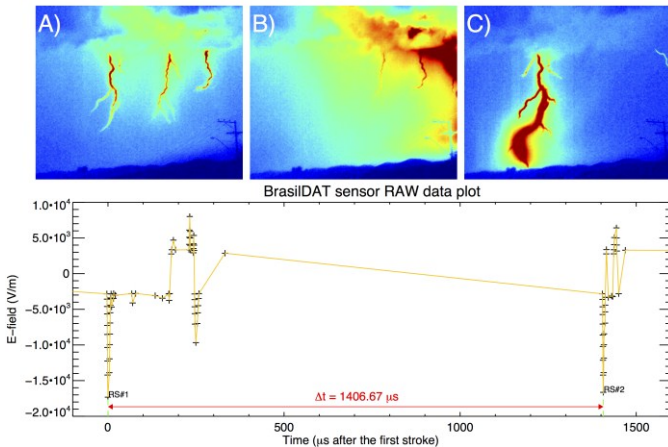 A) B) C)
BrasilDAT sensor RAW data plot
1.0×10⁴
5.0×10³
0
-5.0×10³
-1.0×10⁴
-1.5×10⁴
-2.0×10⁴
E-field (V/m)
RS#1 RS#2
Δt = 1406.67 μs
0 500 1000 1500
Time (μs after the first stroke)